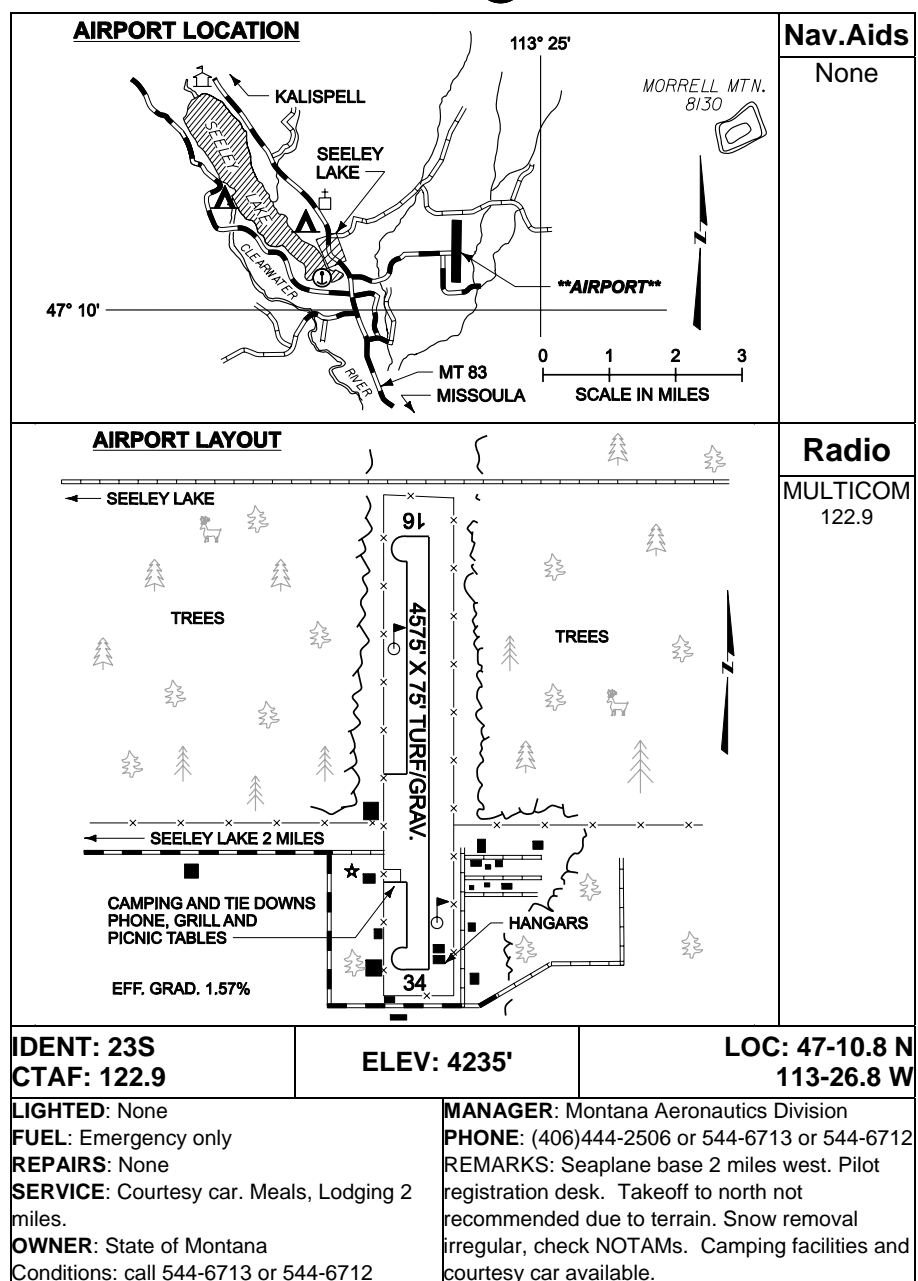 AIRPORT LOCATION
113° 25'
Nav.Aids
None
KALISPELL
MORRELL MTN.
8130
SEELEY
LAKE
SEELEY LAKE
CLEARWATER
N
**AIRPORT**
47° 10'
0 1 2 3
SCALE IN MILES
RIVER
MT 83
MISSOULA
AIRPORT LAYOUT
Radio
MULTICOM
122.9
SEELEY LAKE
16
TREES
4575' X 75' TURF/GRAV.
TREES
N
SEELEY LAKE 2 MILES
CAMPING AND TIE DOWNS
PHONE, GRILL AND
PICNIC TABLES
HANGARS
EFF. GRAD. 1.57%
34
IDENT: 23S
CTAF: 122.9
ELEV: 4235'
LOC: 47-10.8 N
113-26.8 W
LIGHTED: None
FUEL: Emergency only
REPAIRS: None
SERVICE: Courtesy car. Meals, Lodging 2
miles.
OWNER: State of Montana
Conditions: call 544-6713 or 544-6712
MANAGER: Montana Aeronautics Division
PHONE: (406)444-2506 or 544-6713 or 544-6712
REMARKS: Seaplane base 2 miles west. Pilot
registration desk. Takeoff to north not
recommended due to terrain. Snow removal
irregular, check NOTAMs. Camping facilities and
courtesy car available.